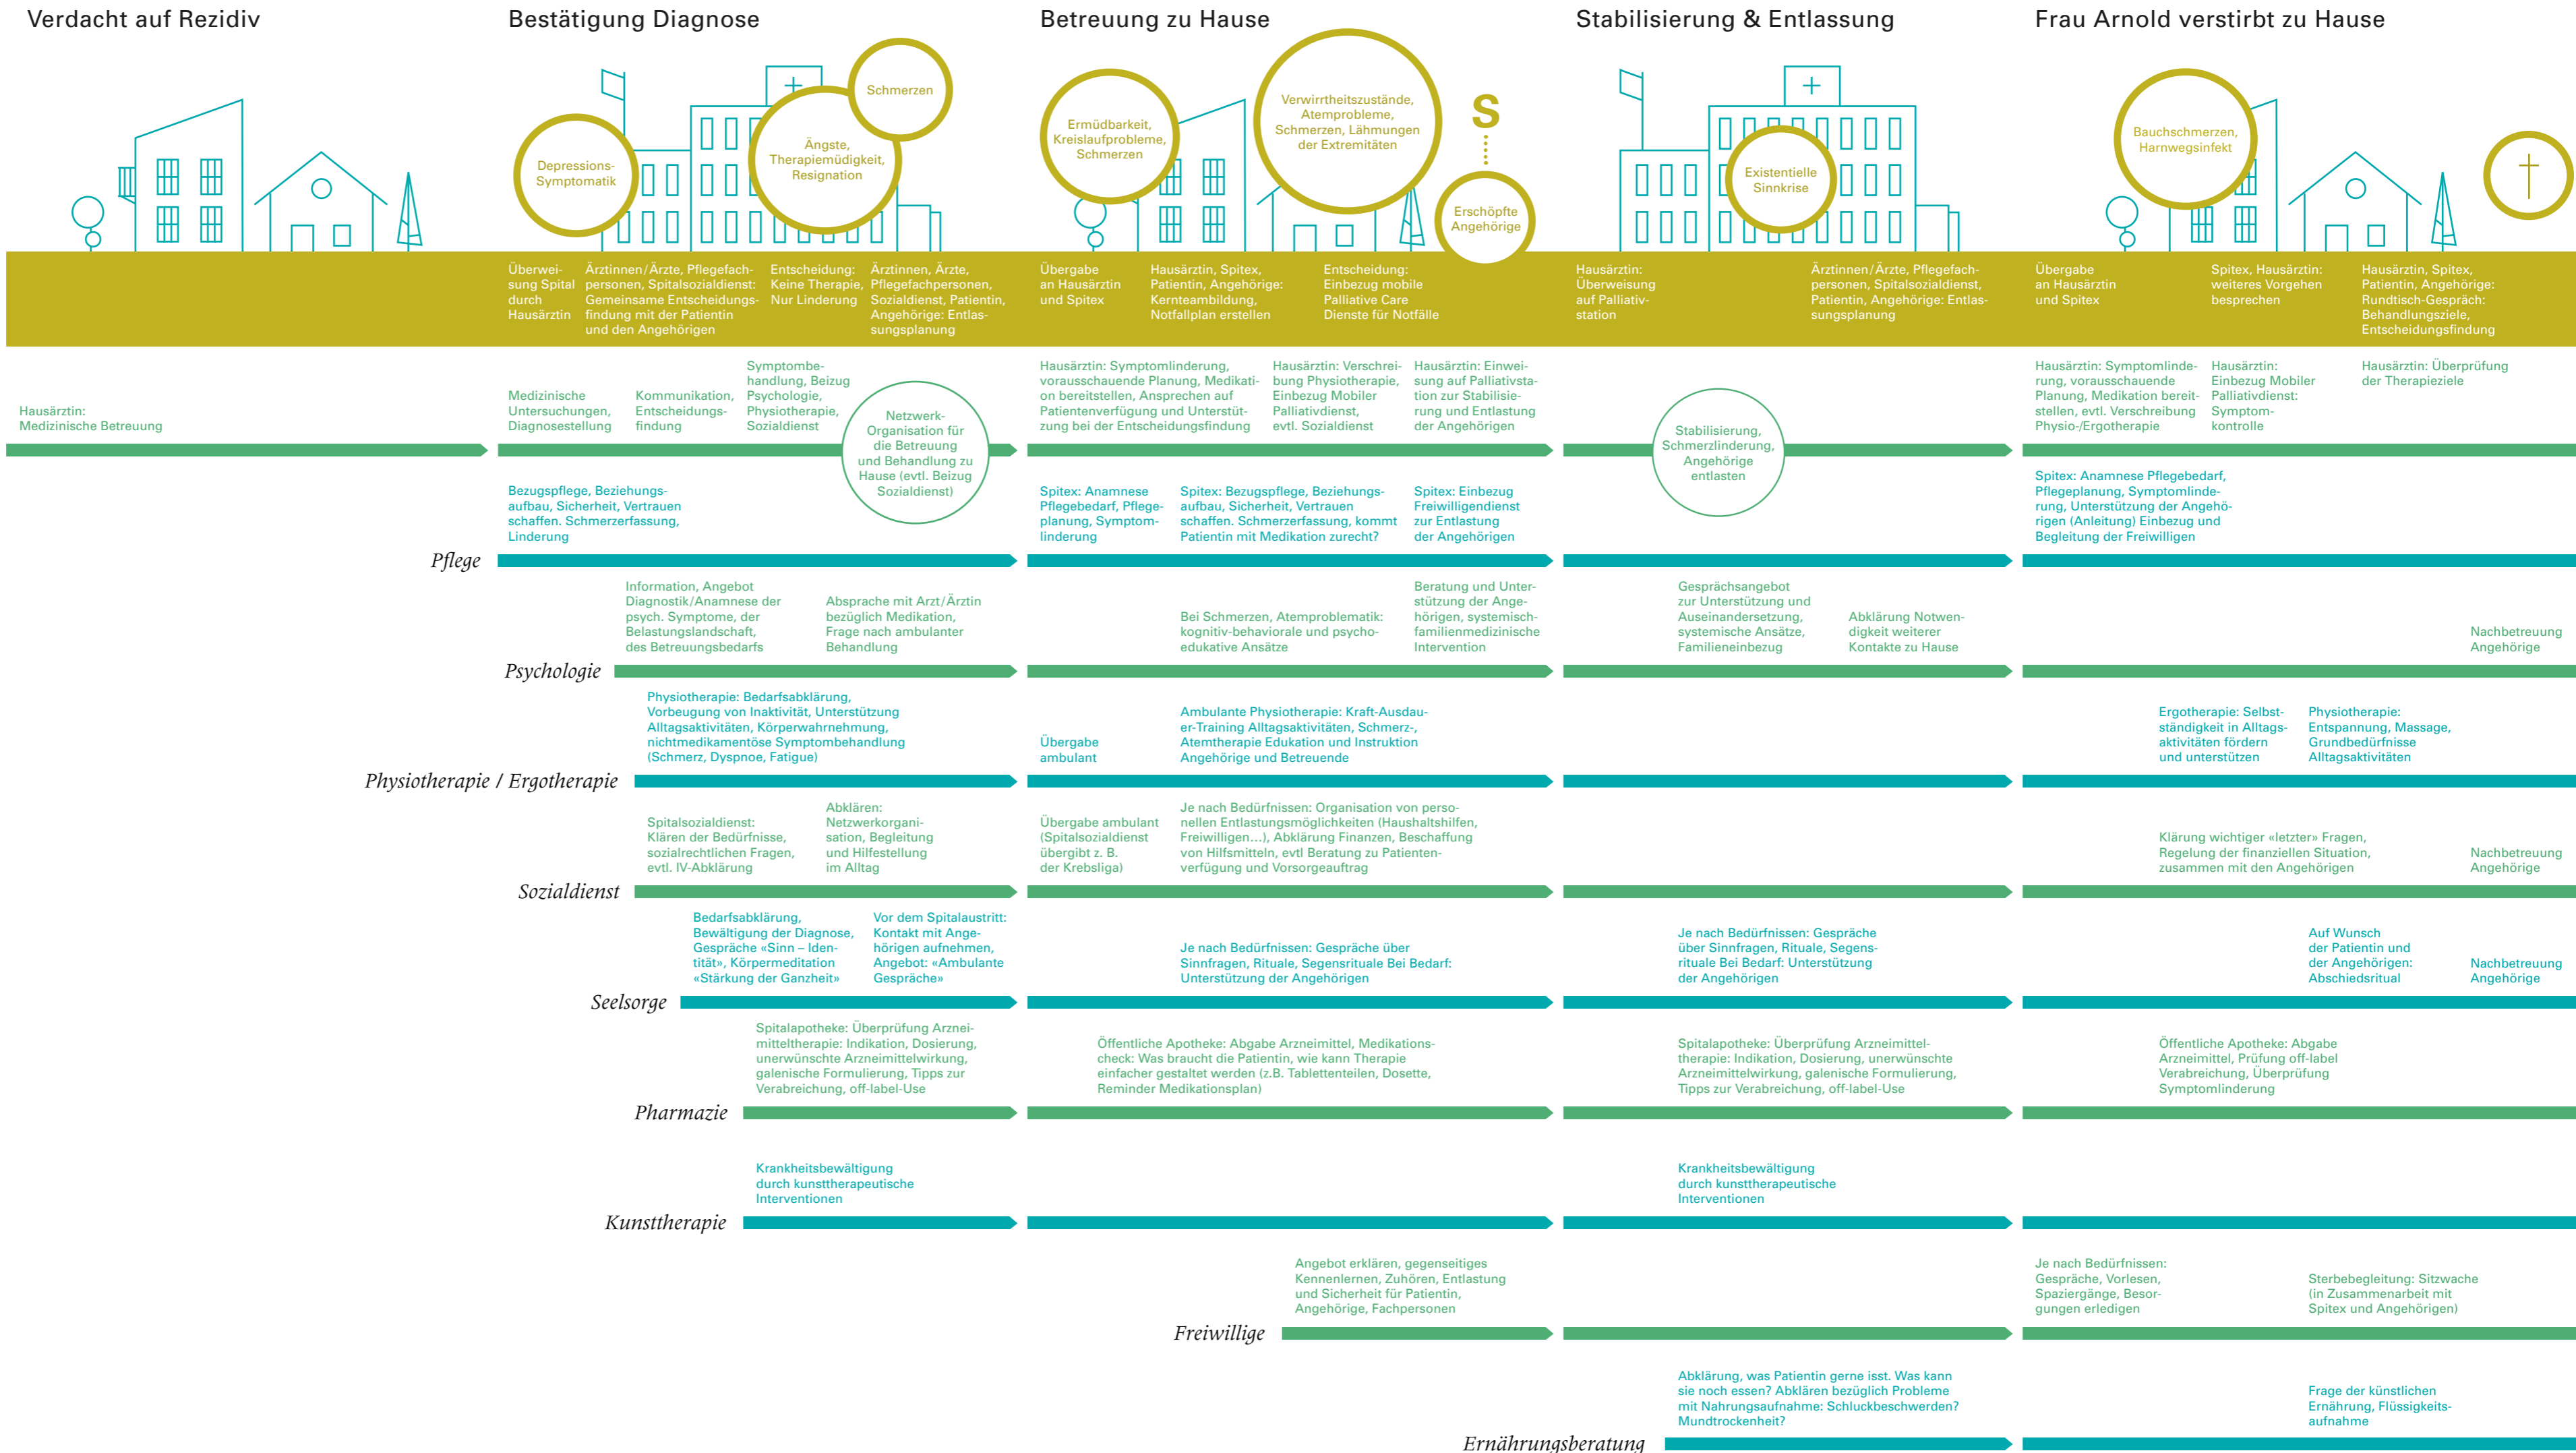 Verdacht auf Rezidiv
Bestätigung Diagnose
Betreuung zu Hause
Stabilisierung & Entlassung
Frau Arnold verstirbt zu Hause
Depressions-
Symptomatik
Ängste,
Therapiemüdigkeit,
Resignation
Schmerzen
Ermüdbarkeit,
Kreislaufprobleme,
Schmerzen
Verwirrtheitszustände,
Atemprobleme,
Schmerzen, Lähmungen
der Extremitäten
S
Erschöpfte
Angehörige
Existentielle
Sinnkrise
Bauchschmerzen,
Harnwegsinfekt
Überwei-
sung Spital
durch
Hausärztin
Ärztinnen/Ärzte, Pflegefach-
personen, Spitalsozialdienst:
Gemeinsame Entscheidungs-
findung mit der Patientin
und den Angehörigen
Entscheidung:
Keine Therapie,
Nur Linderung
Ärztinnen, Ärzte,
Pflegefachpersonen,
Sozialdienst, Patientin,
Angehörige: Entlas-
sungsplanung
Übergabe
an Hausärztin
und Spitex
Hausärztin, Spitex,
Patientin, Angehörige:
Kernteambildung,
Notfallplan erstellen
Entscheidung:
Einbezug mobile
Palliative Care
Dienste für Notfälle
Hausärztin:
Überweisung
auf Palliativ-
station
Ärztinnen/Ärzte, Pflegefach-
personen, Spitalsozialdienst,
Patientin, Angehörige: Entlas-
sungsplanung
Übergabe
an Hausärztin
und Spitex
Spitex, Hausärztin:
weiteres Vorgehen
besprechen
Hausärztin, Spitex,
Patientin, Angehörige:
Rundtisch-Gespräch:
Behandlungsziele,
Entscheidungsfindung
Hausärztin:
Medizinische Betreuung
Medizinische
Untersuchungen,
Diagnosestellung
Kommunikation,
Entscheidungs-
findung
Symptombe-
handlung, Beizug
Psychologie,
Physiotherapie,
Sozialdienst
Netzwerk-
Organisation für
die Betreuung
und Behandlung zu
Hause (evtl. Beizug
Sozialdienst)
Hausärztin: Symptomlinderung,
vorausschauende Planung, Medikati-
on bereitstellen, Ansprechen auf
Patientenverfügung und Unterstüt-
zung bei der Entscheidungsfindung
Hausärztin: Verschrei-
bung Physiotherapie,
Einbezug Mobiler
Palliativdienst,
evtl. Sozialdienst
Hausärztin: Einwei-
sung auf Palliativsta-
tion zur Stabilisie-
rung und Entlastung
der Angehörigen
Stabilisierung,
Schmerzlinderung,
Angehörige
entlasten
Hausärztin: Symptomlinde-
rung, vorausschauende
Planung, Medikation bereit-
stellen, evtl. Verschreibung
Physio-/Ergotherapie
Hausärztin:
Einbezug Mobiler
Palliativdienst:
Symptom-
kontrolle
Hausärztin: Überprüfung
der Therapieziele
Pflege
Bezugspflege, Beziehungs-
aufbau, Sicherheit, Vertrauen
schaffen. Schmerzerfassung,
Linderung
Spitex: Anamnese
Pflegebedarf, Pflege-
planung, Symptom-
linderung
Spitex: Bezugspflege, Beziehungs-
aufbau, Sicherheit, Vertrauen
schaffen. Schmerzerfassung, kommt
Patientin mit Medikation zurecht?
Spitex: Einbezug
Freiwilligendienst
zur Entlastung
der Angehörigen
Spitex: Anamnese Pflegebedarf,
Pflegeplanung, Symptomlinde-
rung, Unterstützung der Angehö-
rigen (Anleitung) Einbezug und
Begleitung der Freiwilligen
Psychologie
Information, Angebot
Diagnostik/Anamnese der
psych. Symptome, der
Belastungslandschaft,
des Betreuungsbedarfs
Absprache mit Arzt/Ärztin
bezüglich Medikation,
Frage nach ambulanter
Behandlung
Bei Schmerzen, Atemproblematik:
kognitiv-behaviorale und psycho-
edukative Ansätze
Beratung und Unter-
stützung der Ange-
hörigen, systemisch-
familienmedizinische
Intervention
Gesprächsangebot
zur Unterstützung und
Auseinandersetzung,
systemische Ansätze,
Familieneinbezug
Abklärung Notwen-
digkeit weiterer
Kontakte zu Hause
Nachbetreuung
Angehörige
Physiotherapie / Ergotherapie
Physiotherapie: Bedarfsabklärung,
Vorbeugung von Inaktivität, Unterstützung
Alltagsaktivitäten, Körperwahrnehmung,
nichtmedikamentöse Symptombehandlung
(Schmerz, Dyspnoe, Fatigue)
Übergabe
ambulant
Ambulante Physiotherapie: Kraft-Ausdau-
er-Training Alltagsaktivitäten, Schmerz-,
Atemtherapie Edukation und Instruktion
Angehörige und Betreuende
Ergotherapie: Selbst-
ständigkeit in Alltags-
aktivitäten fördern
und unterstützen
Physiotherapie:
Entspannung, Massage,
Grundbedürfnisse
Alltagsaktivitäten
Sozialdienst
Spitalsozialdienst:
Klären der Bedürfnisse,
sozialrechtlichen Fragen,
evtl. IV-Abklärung
Abklären:
Netzwerkorgani-
sation, Begleitung
und Hilfestellung
im Alltag
Übergabe ambulant
(Spitalsozialdienst
übergibt z. B.
der Krebsliga)
Je nach Bedürfnissen: Organisation von perso-
nellen Entlastungsmöglichkeiten (Haushaltshilfen,
Freiwilligen...), Abklärung Finanzen, Beschaffung
von Hilfsmitteln, evtl Beratung zu Patienten-
verfügung und Vorsorgeauftrag
Klärung wichtiger «letzter» Fragen,
Regelung der finanziellen Situation,
zusammen mit den Angehörigen
Nachbetreuung
Angehörige
Seelsorge
Bedarfsabklärung,
Bewältigung der Diagnose,
Gespräche «Sinn – Iden-
tität», Körpermeditation
«Stärkung der Ganzheit»
Vor dem Spitalaustritt:
Kontakt mit Ange-
hörigen aufnehmen,
Angebot: «Ambulante
Gespräche»
Je nach Bedürfnissen: Gespräche über
Sinnfragen, Rituale, Segensrituale Bei Bedarf:
Unterstützung der Angehörigen
Je nach Bedürfnissen: Gespräche
über Sinnfragen, Rituale, Segens-
rituale Bei Bedarf: Unterstützung
der Angehörigen
Auf Wunsch
der Patientin und
der Angehörigen:
Abschiedsritual
Nachbetreuung
Angehörige
Pharmazie
Spitalapotheke: Überprüfung Arznei-
mitteltherapie: Indikation, Dosierung,
unerwünschte Arzneimittelwirkung,
galenische Formulierung, Tipps zur
Verabreichung, off-label-Use
Öffentliche Apotheke: Abgabe Arzneimittel, Medikations-
check: Was braucht die Patientin, wie kann Therapie
einfacher gestaltet werden (z.B. Tablettenteilen, Dosette,
Reminder Medikationsplan)
Spitalapotheke: Überprüfung Arzneimittel-
therapie: Indikation, Dosierung, unerwünschte
Arzneimittelwirkung, galenische Formulierung,
Tipps zur Verabreichung, off-label-Use
Öffentliche Apotheke: Abgabe
Arzneimittel, Prüfung off-label
Verabreichung, Überprüfung
Symptomlinderung
Kunsttherapie
Krankheitsbewältigung
durch kunsttherapeutische
Interventionen
Krankheitsbewältigung
durch kunsttherapeutische
Interventionen
Freiwillige
Angebot erklären, gegenseitiges
Kennenlernen, Zuhören, Entlastung
und Sicherheit für Patientin,
Angehörige, Fachpersonen
Je nach Bedürfnissen:
Gespräche, Vorlesen,
Spaziergänge, Besor-
gungen erledigen
Sterbebegleitung: Sitzwache
(in Zusammenarbeit mit
Spitex und Angehörigen)
Ernährungsberatung
Abklärung, was Patientin gerne isst. Was kann
sie noch essen? Abklären bezüglich Probleme
mit Nahrungsaufnahme: Schluckbeschwerden?
Mundtrockenheit?
Frage der künstlichen
Ernährung, Flüssigkeits-
aufnahme